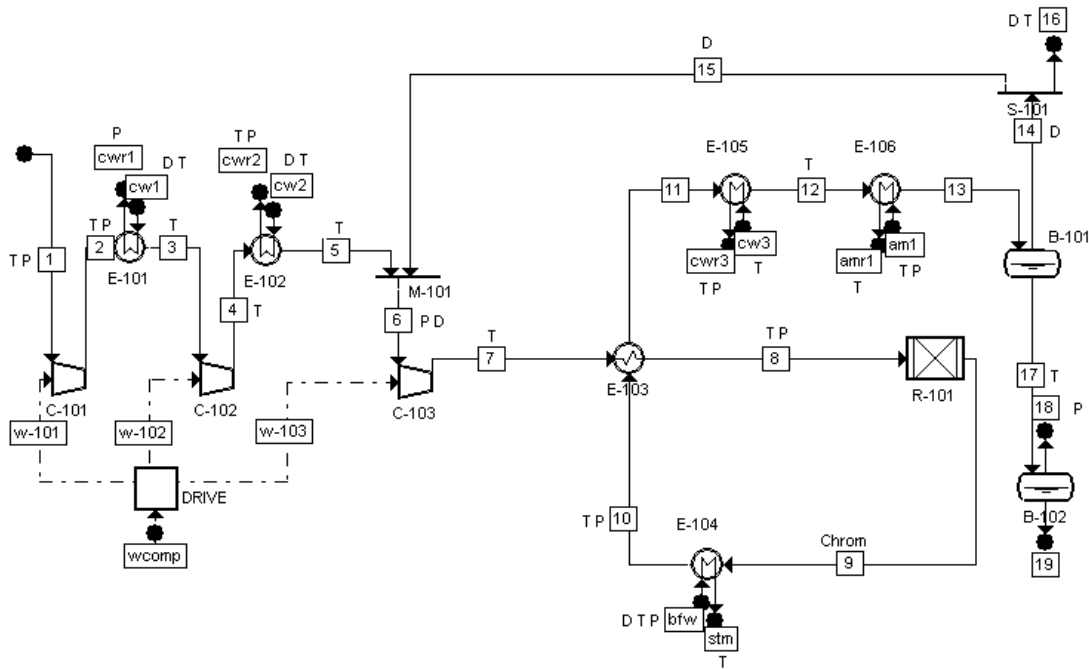 D T 16
D
15
S-101
14 D
P
cwr1
D T
cw1
T P
cwr2
D T
cw2
E-105
E-106
T
11
12
13
T P
2
T
3
T
5
B-101
cw3
cwr3
T
T P
am1
amr1
T P
T
T P 1
E-101
E-102
M-101
4 T
6 P D
T
7
T P
8
E-103
R-101
17 T
18 P
C-101
C-102
C-103
w-101
w-102
w-103
DRIVE
B-102
T P 10
E-104
Chrom
9
wcomp
19
D T P bfw
stm
T